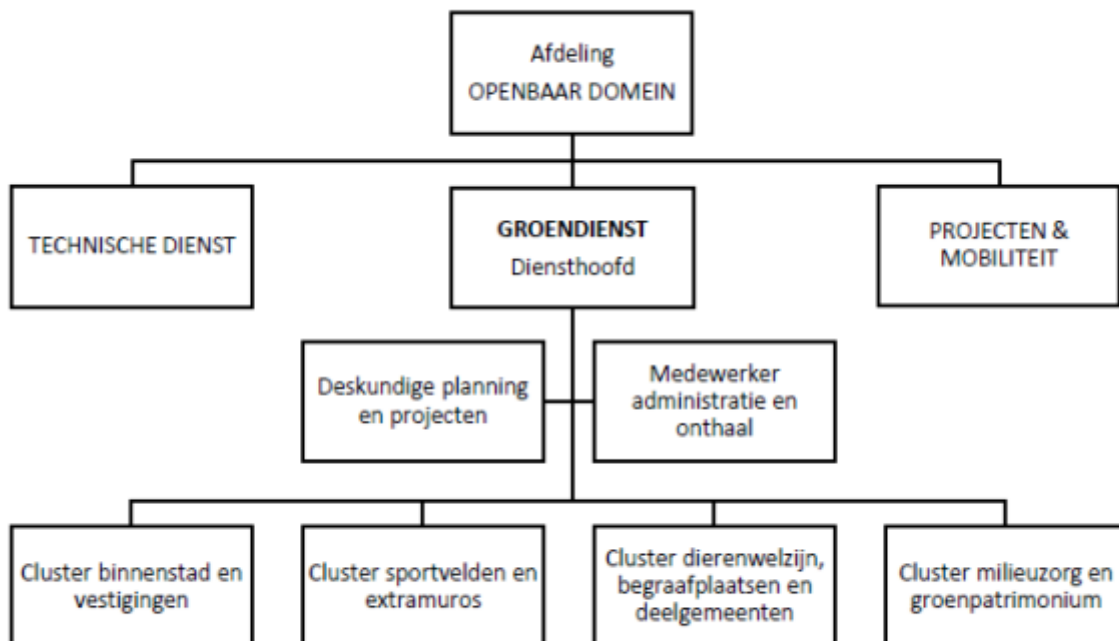 Afdeling
OPENBAAR DOMEIN
TECHNISCHE DIENST
GROENDIENST
Diensthoofd
PROJECTEN &
MOBILITEIT
Deskundige planning
en projecten
Medewerker
administratie en
onthaal
Cluster binnenstad en
vestigingen
Cluster sportvelden en
extramuros
Cluster dierenwelzijn,
begraafplaatsen en
deelgemeenten
Cluster milieuzorg en
groenpatrimonium